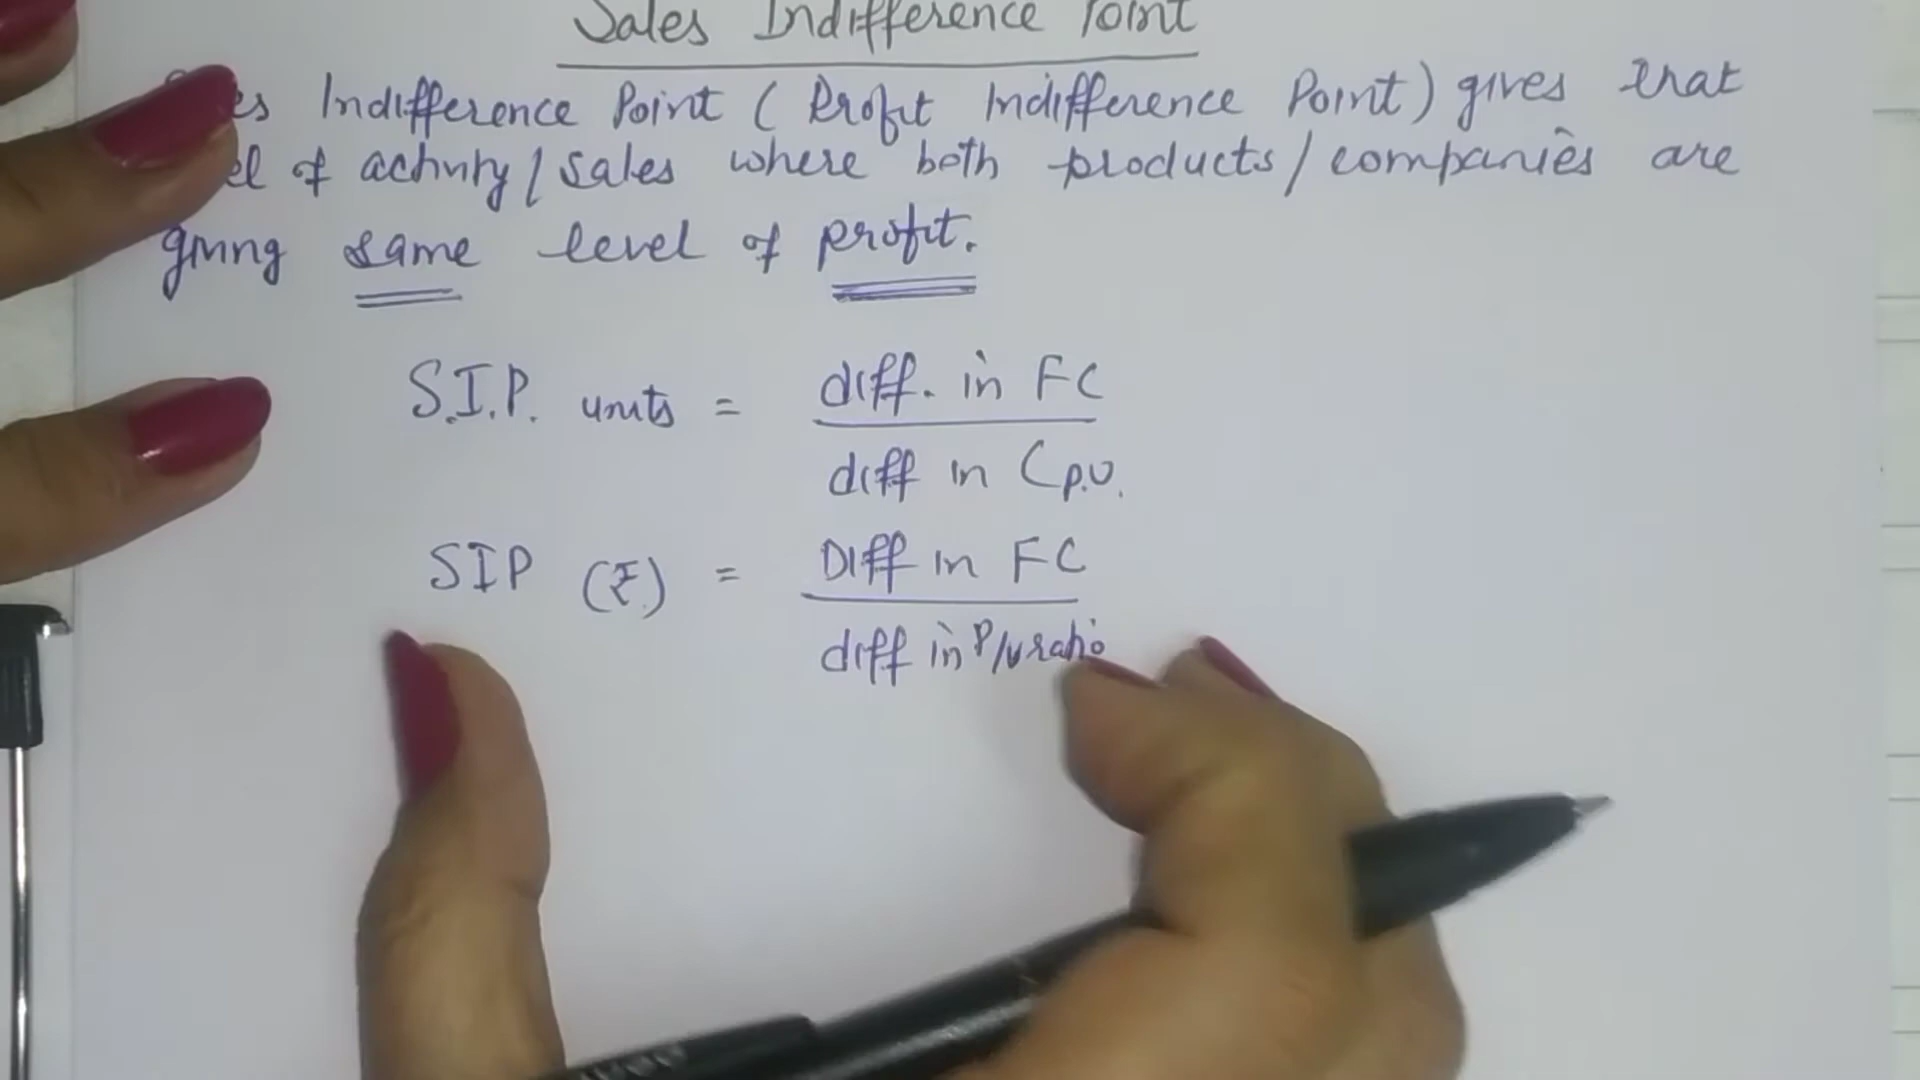 Sales Indifference Point
Indifference Point ( Profit Indifference Point ) gives that
of activity / sales where both products / companies are
giving same level of profit.
S.I.P. units = diff. in FC
diff in Cp.u.
SIP (₹) = Diff in FC
diff in P/v ratio